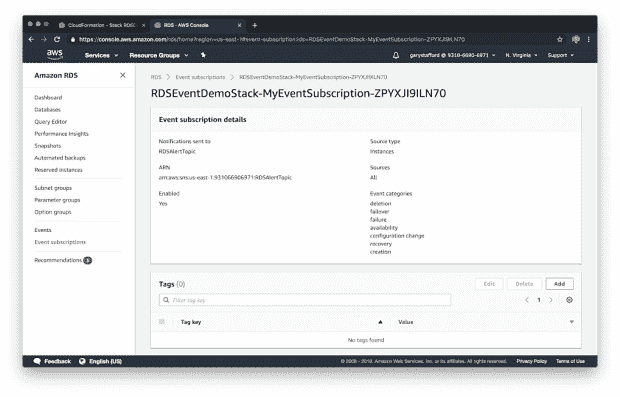 CloudFormation - Stack RDSE
RDS · AWS Console
https://console.aws.amazon.com/rds/home?region=us-east-1#event-subscription:ids=RDSEventDemoStack-MyEventSubscription-ZPYXJI9ILN70
aws Services Resource Groups garystafford @ 9310-6690-6971 N. Virginia Support
Amazon RDS
RDS > Event subscriptions > RDSEventDemoStack-MyEventSubscription-ZPYXJI9ILN70
RDSEventDemoStack-MyEventSubscription-ZPYXJI9ILN70
Dashboard
Databases
Query Editor
Performance Insights
Snapshots
Automated backups
Reserved instances
Subnet groups
Parameter groups
Option groups
Events
Event subscriptions
Recommendations
Event subscription details
Notifications sent to
RDSAlertTopic
ARN
arn:aws:sns:us-east-1:931066906971:RDSAlertTopic
Enabled
Yes
Source type
Instances
Sources
All
Event categories
deletion
failover
failure
availability
configuration change
recovery
creation
Tags (0)
Edit Delete Add
Filter tag key
1
Tag key Value
No tags found
Feedback English (US) © 2008 - 2018, Amazon Web Services, Inc. or its affiliates. All rights reserved. Privacy Policy Terms of Use